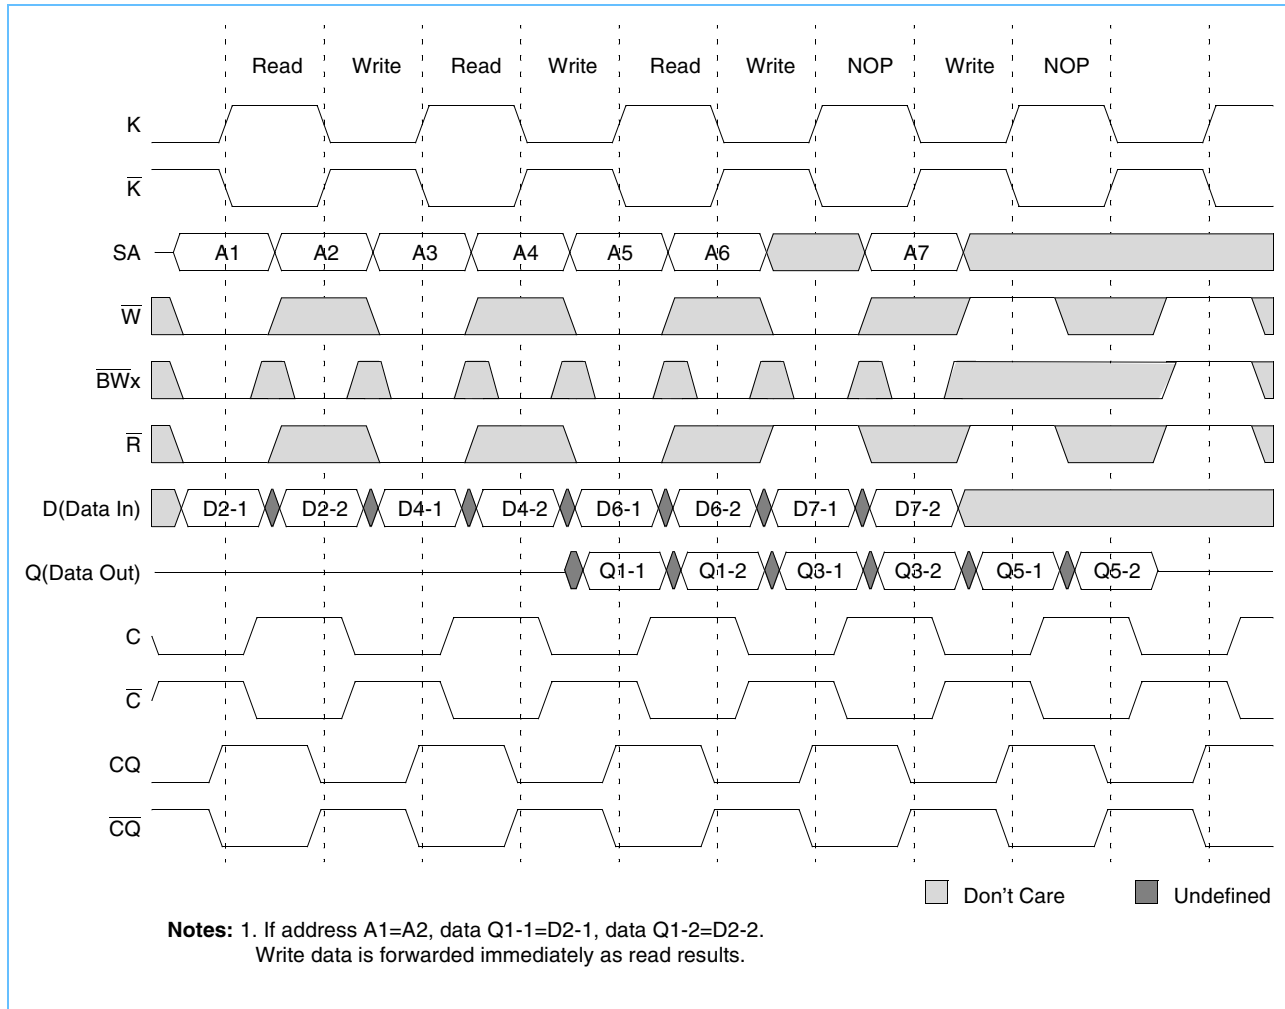 Read Write Read Write Read Write NOP Write NOP
K
K̅
SA A1 A2 A3 A4 A5 A6 A7
W̅
B̅W̅x
R̅
D(Data In) D2-1 D2-2 D4-1 D4-2 D6-1 D6-2 D7-1 D7-2
Q(Data Out) Q1-1 Q1-2 Q3-1 Q3-2 Q5-1 Q5-2
C
C̅
CQ
C̅Q̅
Don't Care Undefined
Notes: 1. If address A1=A2, data Q1-1=D2-1, data Q1-2=D2-2.
Write data is forwarded immediately as read results.